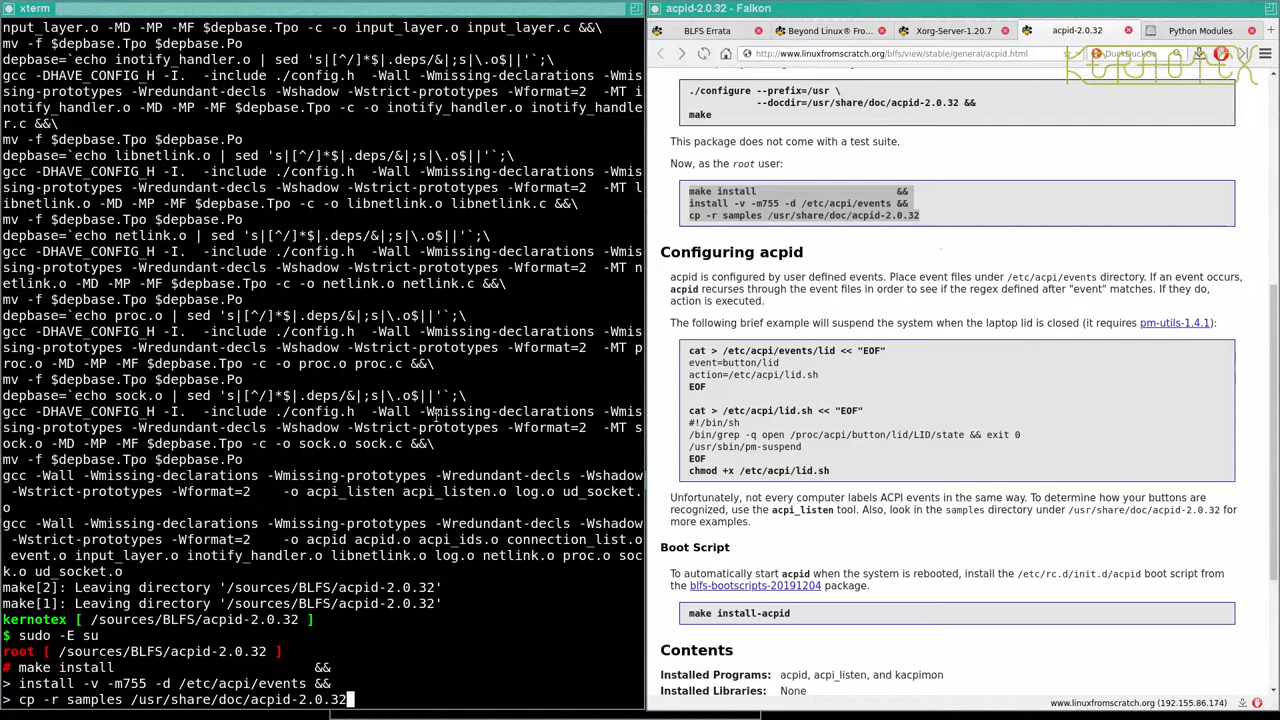 xterm
nput_layer.o -MD -MP -MF $depbase.Tpo -c -o input_layer.o input_layer.c &&\
mv -f $depbase.Tpo $depbase.Po
depbase=`echo inotify_handler.o | sed 's|[^/]*$|.deps/&|;s|\.o$||'`;\
gcc -DHAVE_CONFIG_H -I.  -include ./config.h  -Wall -Wmissing-declarations -Wmis
sing-prototypes -Wredundant-decls -Wshadow -Wstrict-prototypes -Wformat=2  -MT i
notify_handler.o -MD -MP -MF $depbase.Tpo -c -o inotify_handler.o inotify_handle
r.c &&\
mv -f $depbase.Tpo $depbase.Po
depbase=`echo libnetlink.o | sed 's|[^/]*$|.deps/&|;s|\.o$||'`;\
gcc -DHAVE_CONFIG_H -I.  -include ./config.h  -Wall -Wmissing-declarations -Wmis
sing-prototypes -Wredundant-decls -Wshadow -Wstrict-prototypes -Wformat=2  -MT l
ibnetlink.o -MD -MP -MF $depbase.Tpo -c -o libnetlink.o libnetlink.c &&\
mv -f $depbase.Tpo $depbase.Po
depbase=`echo netlink.o | sed 's|[^/]*$|.deps/&|;s|\.o$||'`;\
gcc -DHAVE_CONFIG_H -I.  -include ./config.h  -Wall -Wmissing-declarations -Wmis
sing-prototypes -Wredundant-decls -Wshadow -Wstrict-prototypes -Wformat=2  -MT n
etlink.o -MD -MP -MF $depbase.Tpo -c -o netlink.o netlink.c &&\
mv -f $depbase.Tpo $depbase.Po
depbase=`echo proc.o | sed 's|[^/]*$|.deps/&|;s|\.o$||'`;\
gcc -DHAVE_CONFIG_H -I.  -include ./config.h  -Wall -Wmissing-declarations -Wmis
sing-prototypes -Wredundant-decls -Wshadow -Wstrict-prototypes -Wformat=2  -MT p
roc.o -MD -MP -MF $depbase.Tpo -c -o proc.o proc.c &&\
mv -f $depbase.Tpo $depbase.Po
depbase=`echo sock.o | sed 's|[^/]*$|.deps/&|;s|\.o$||'`;\
gcc -DHAVE_CONFIG_H -I.  -include ./config.h  -Wall -Wmissing-declarations -Wmis
sing-prototypes -Wredundant-decls -Wshadow -Wstrict-prototypes -Wformat=2  -MT s
ock.o -MD -MP -MF $depbase.Tpo -c -o sock.o sock.c &&\
mv -f $depbase.Tpo $depbase.Po
gcc -Wall -Wmissing-declarations -Wmissing-prototypes -Wredundant-decls -Wshadow
 -Wstrict-prototypes -Wformat=2    -o acpi_listen acpi_listen.o log.o ud_socket.
o
gcc -Wall -Wmissing-declarations -Wmissing-prototypes -Wredundant-decls -Wshadow
 -Wstrict-prototypes -Wformat=2    -o acpid acpid.o acpi_ids.o connection_list.o
 event.o input_layer.o inotify_handler.o libnetlink.o log.o netlink.o proc.o soc
k.o ud_socket.o
make[2]: Leaving directory '/sources/BLFS/acpid-2.0.32'
make[1]: Leaving directory '/sources/BLFS/acpid-2.0.32'
kernotex [ /sources/BLFS/acpid-2.0.32 ]
$ sudo -E su
root [ /sources/BLFS/acpid-2.0.32 ]
# make install                         &&
> install -v -m755 -d /etc/acpi/events &&
> cp -r samples /usr/share/doc/acpid-2.0.32
acpid-2.0.32 - Falkon
BLFS Errata
Beyond Linux® Fro...
Xorg-Server-1.20.7
acpid-2.0.32
Python Modules
http://www.linuxfromscratch.org/blfs/view/stable/general/acpid.html
DuckDuckGo
KERNOTEX
./configure --prefix=/usr \
--docdir=/usr/share/doc/acpid-2.0.32 &&
make
This package does not come with a test suite.
Now, as the root user:
make install                         &&
install -v -m755 -d /etc/acpi/events &&
cp -r samples /usr/share/doc/acpid-2.0.32
Configuring acpid
acpid is configured by user defined events. Place event files under /etc/acpi/events directory. If an event occurs,
acpid recurses through the event files in order to see if the regex defined after "event" matches. If they do,
action is executed.
The following brief example will suspend the system when the laptop lid is closed (it requires pm-utils-1.4.1):
cat > /etc/acpi/events/lid << "EOF"
event=button/lid
action=/etc/acpi/lid.sh
EOF
cat > /etc/acpi/lid.sh << "EOF"
#!/bin/sh
/bin/grep -q open /proc/acpi/button/lid/LID/state && exit 0
/usr/sbin/pm-suspend
EOF
chmod +x /etc/acpi/lid.sh
Unfortunately, not every computer labels ACPI events in the same way. To determine how your buttons are
recognized, use the acpi_listen tool. Also, look in the samples directory under /usr/share/doc/acpid-2.0.32 for
more examples.
Boot Script
To automatically start acpid when the system is rebooted, install the /etc/rc.d/init.d/acpid boot script from
the blfs-bootscripts-20191204 package.
make install-acpid
Contents
Installed Programs: acpid, acpi_listen, and kacpimon
Installed Libraries: None
www.linuxfromscratch.org (192.155.86.174)